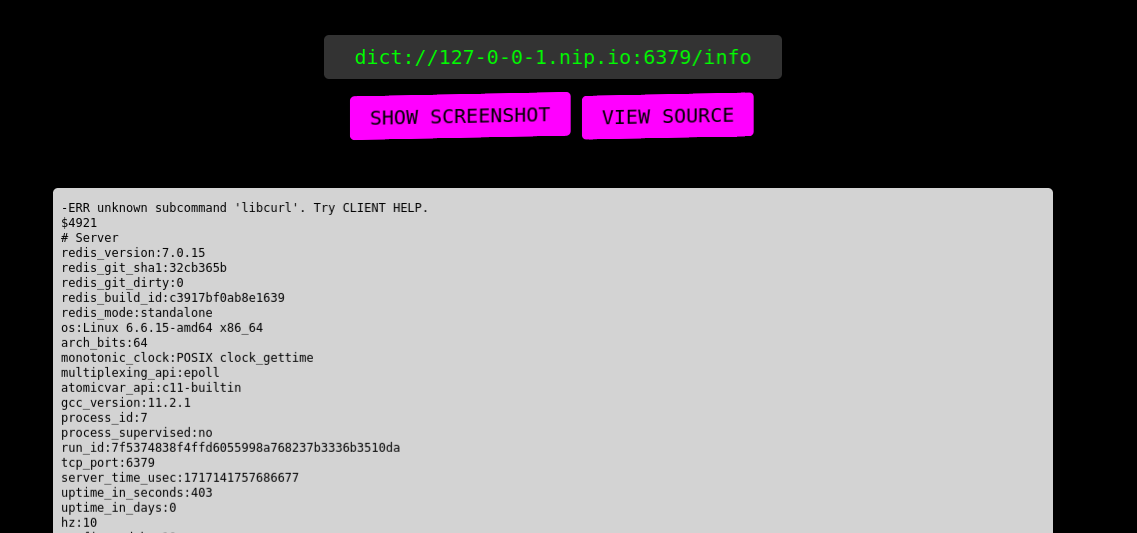 dict://127-0-0-1.nip.io:6379/info
SHOW SCREENSHOT
VIEW SOURCE
-ERR unknown subcommand 'libcurl'. Try CLIENT HELP.
$4921
# Server
redis_version:7.0.15
redis_git_sha1:32cb365b
redis_git_dirty:0
redis_build_id:c3917bf0ab8e1639
redis_mode:standalone
os:Linux 6.6.15-amd64 x86_64
arch_bits:64
monotonic_clock:POSIX clock_gettime
multiplexing_api:epoll
atomicvar_api:c11-builtin
gcc_version:11.2.1
process_id:7
process_supervised:no
run_id:7f5374838f4ffd6055998a768237b3336b3510da
tcp_port:6379
server_time_usec:1717141757686677
uptime_in_seconds:403
uptime_in_days:0
hz:10